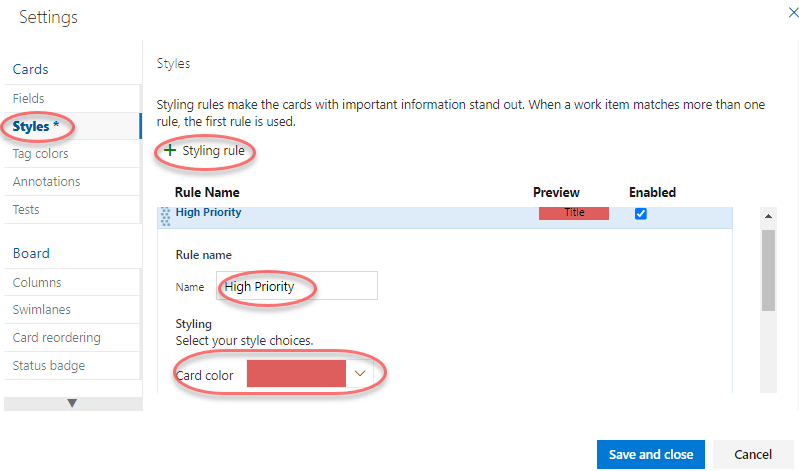 Settings
Cards
Fields
Styles *
Tag colors
Annotations
Tests
Board
Columns
Swimlanes
Card reordering
Status badge
Styles
Styling rules make the cards with important information stand out. When a work item matches more than one
rule, the first rule is used.
+ Styling rule
Rule Name Preview Enabled
High Priority Title
Rule name
Name High Priority
Styling
Select your style choices.
Card color
Save and close Cancel